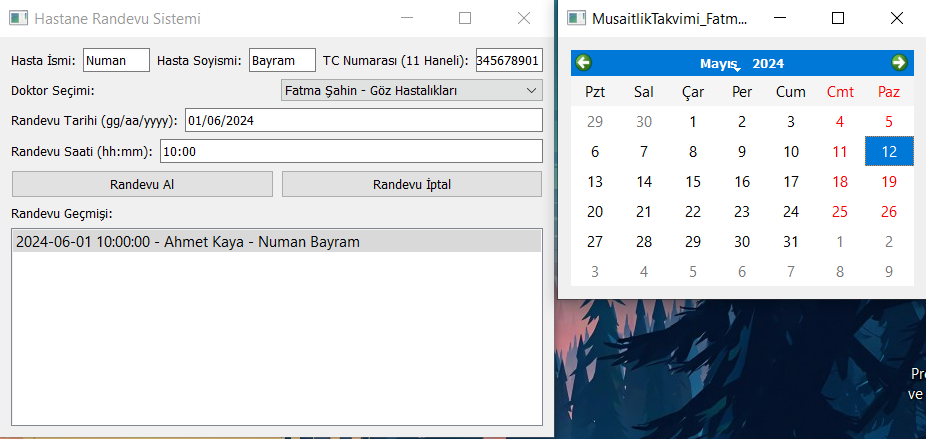 Hastane Randevu Sistemi
Hasta İsmi: Numan Hasta Soyismi: Bayram TC Numarası (11 Haneli): 345678901
Doktor Seçimi: Fatma Şahin - Göz Hastalıkları
Randevu Tarihi (gg/aa/yyyy): 01/06/2024
Randevu Saati (hh:mm): 10:00
Randevu Al Randevu İptal
Randevu Geçmişi:
2024-06-01 10:00:00 - Ahmet Kaya - Numan Bayram
MusaitlikTakvimi_Fatm...
Mayıs 2024
Pzt Sal Çar Per Cum Cmt Paz
29 30 1 2 3 4 5
6 7 8 9 10 11 12
13 14 15 16 17 18 19
20 21 22 23 24 25 26
27 28 29 30 31 1 2
3 4 5 6 7 8 9
Pr
ve